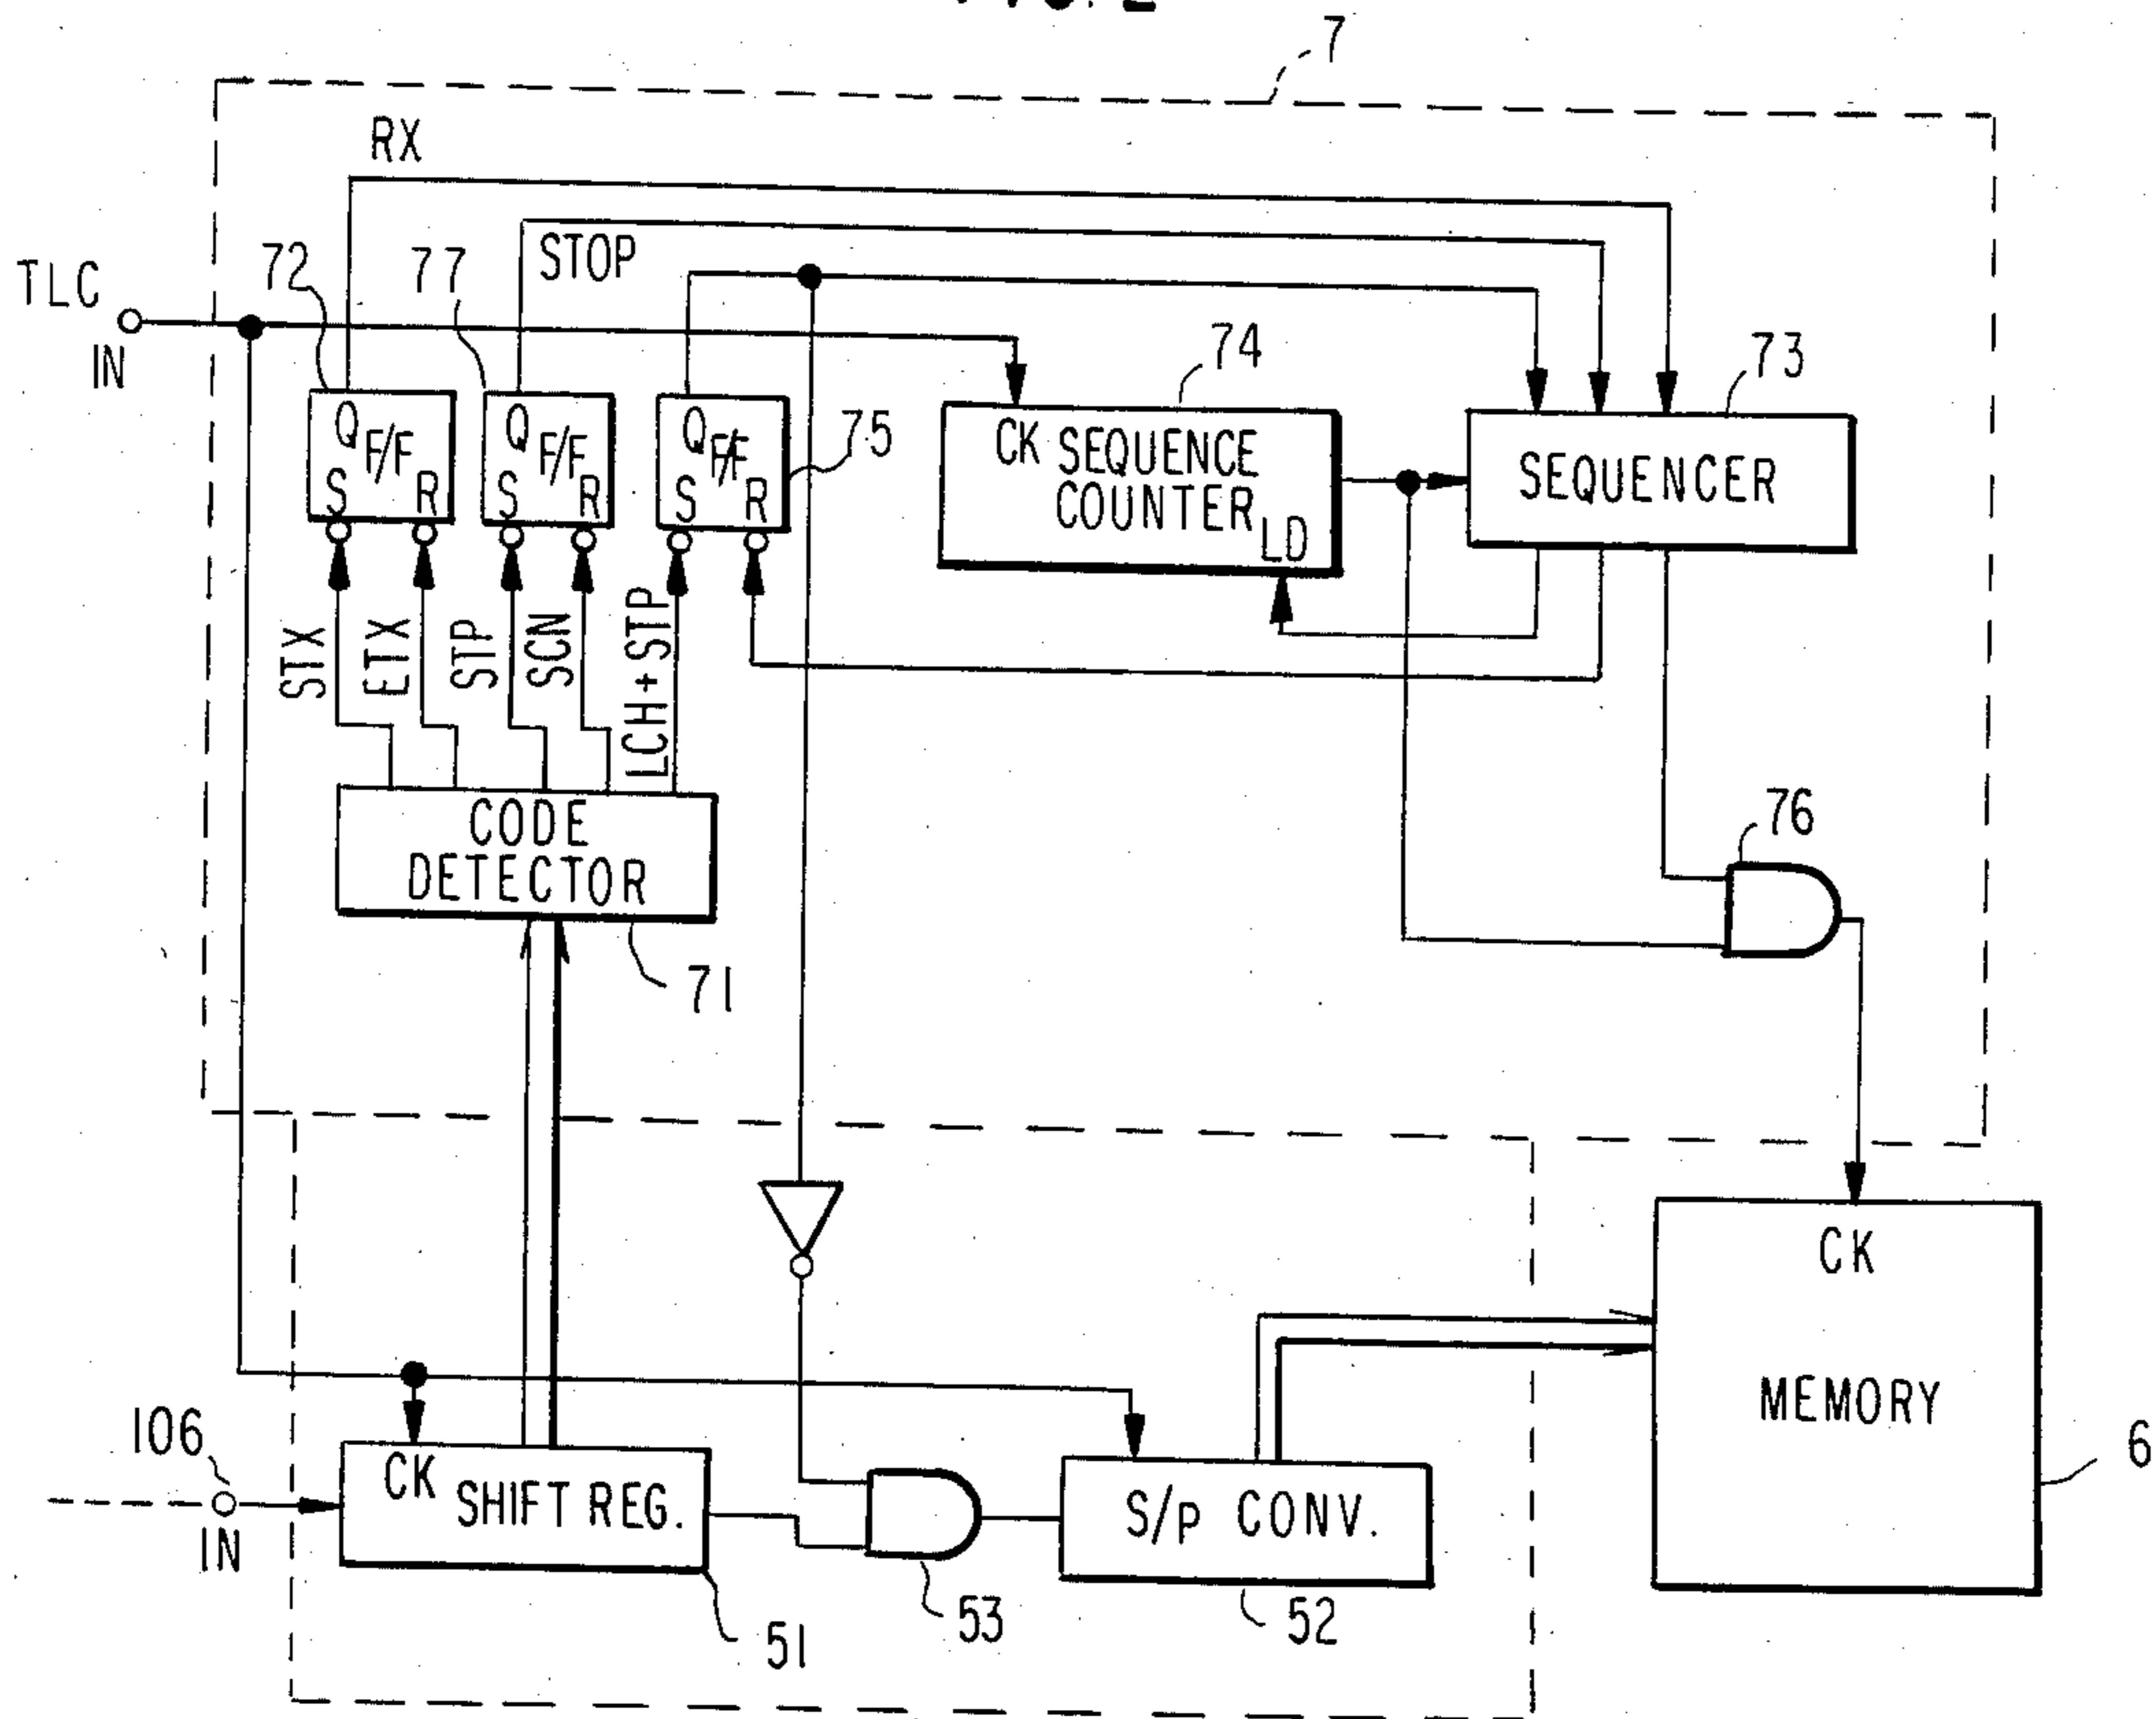 7
RX
STOP
TLC
IN
72
77
75
74
73
Q
F/F
S
R
Q
F/F
S
R
Q
F/F
S
R
CK SEQUENCE
COUNTER
LD
SEQUENCER
STX
ETX
STP
SCN
LCH+STP
CODE
DETECTOR
71
76
CK
MEMORY
6
106
IN
CK
SHIFT REG.
51
53
S/P CONV.
52